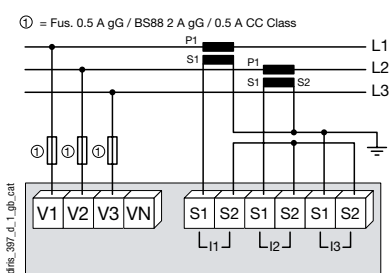 ① = Fus. 0.5 A gG / BS88 2 A gG / 0.5 A CC Class
P1 L1
S1 P1 L2
S1 S2 L3
① ① ①
V1 V2 V3 VN S1 S2 S1 S2 S1 S2
I1 I2 I3
diris_397_d_1_gb_cat